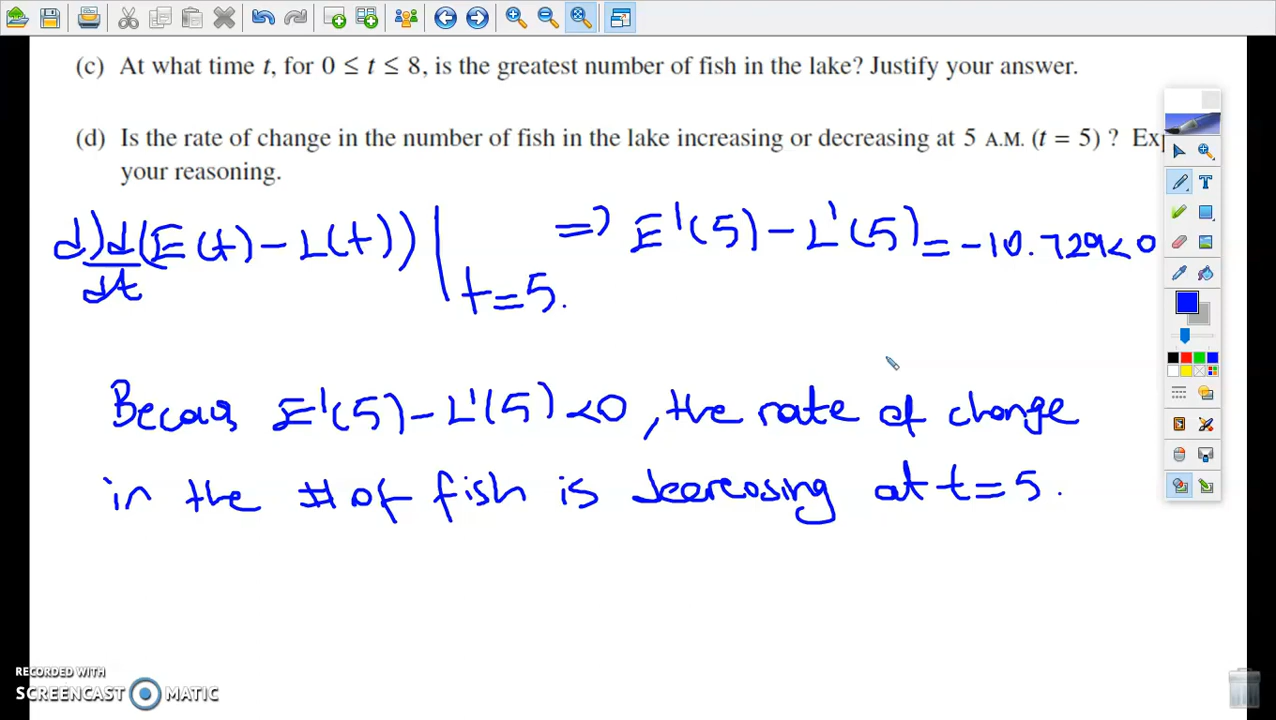 (c) At what time t, for 0 ≤ t ≤ 8, is the greatest number of fish in the lake? Justify your answer.
(d) Is the rate of change in the number of fish in the lake increasing or decreasing at 5 A.M. (t = 5) ? Exp
your reasoning.
d) d/dt (E(t) - L(t)) | t=5. => E'(5) - L'(5) = -10.729<0
Becaus E'(5) - L'(5) <0, the rate of change
in the # of fish is decreasing at t = 5.
RECORDED WITH
SCREENCAST MATIC